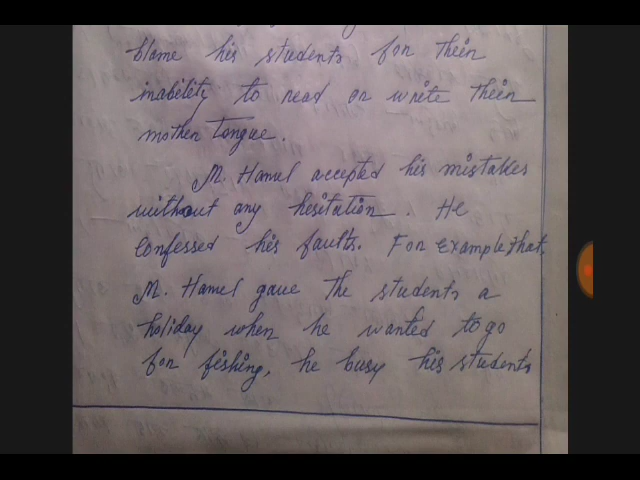 blame his students for their
inability to read or write their
mother tongue.
M. Hamel accepted his mistakes
without any hesitation. He
confessed his faults. For example that
M. Hamel gave the students a
holiday when he wanted to go
for fishing, he busy his students